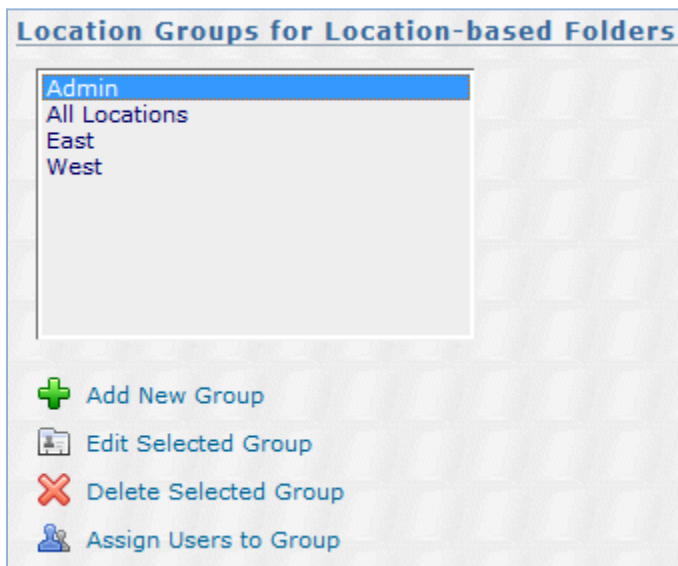 Location Groups for Location-based Folders
Admin
All Locations
East
West
Add New Group
Edit Selected Group
Delete Selected Group
Assign Users to Group